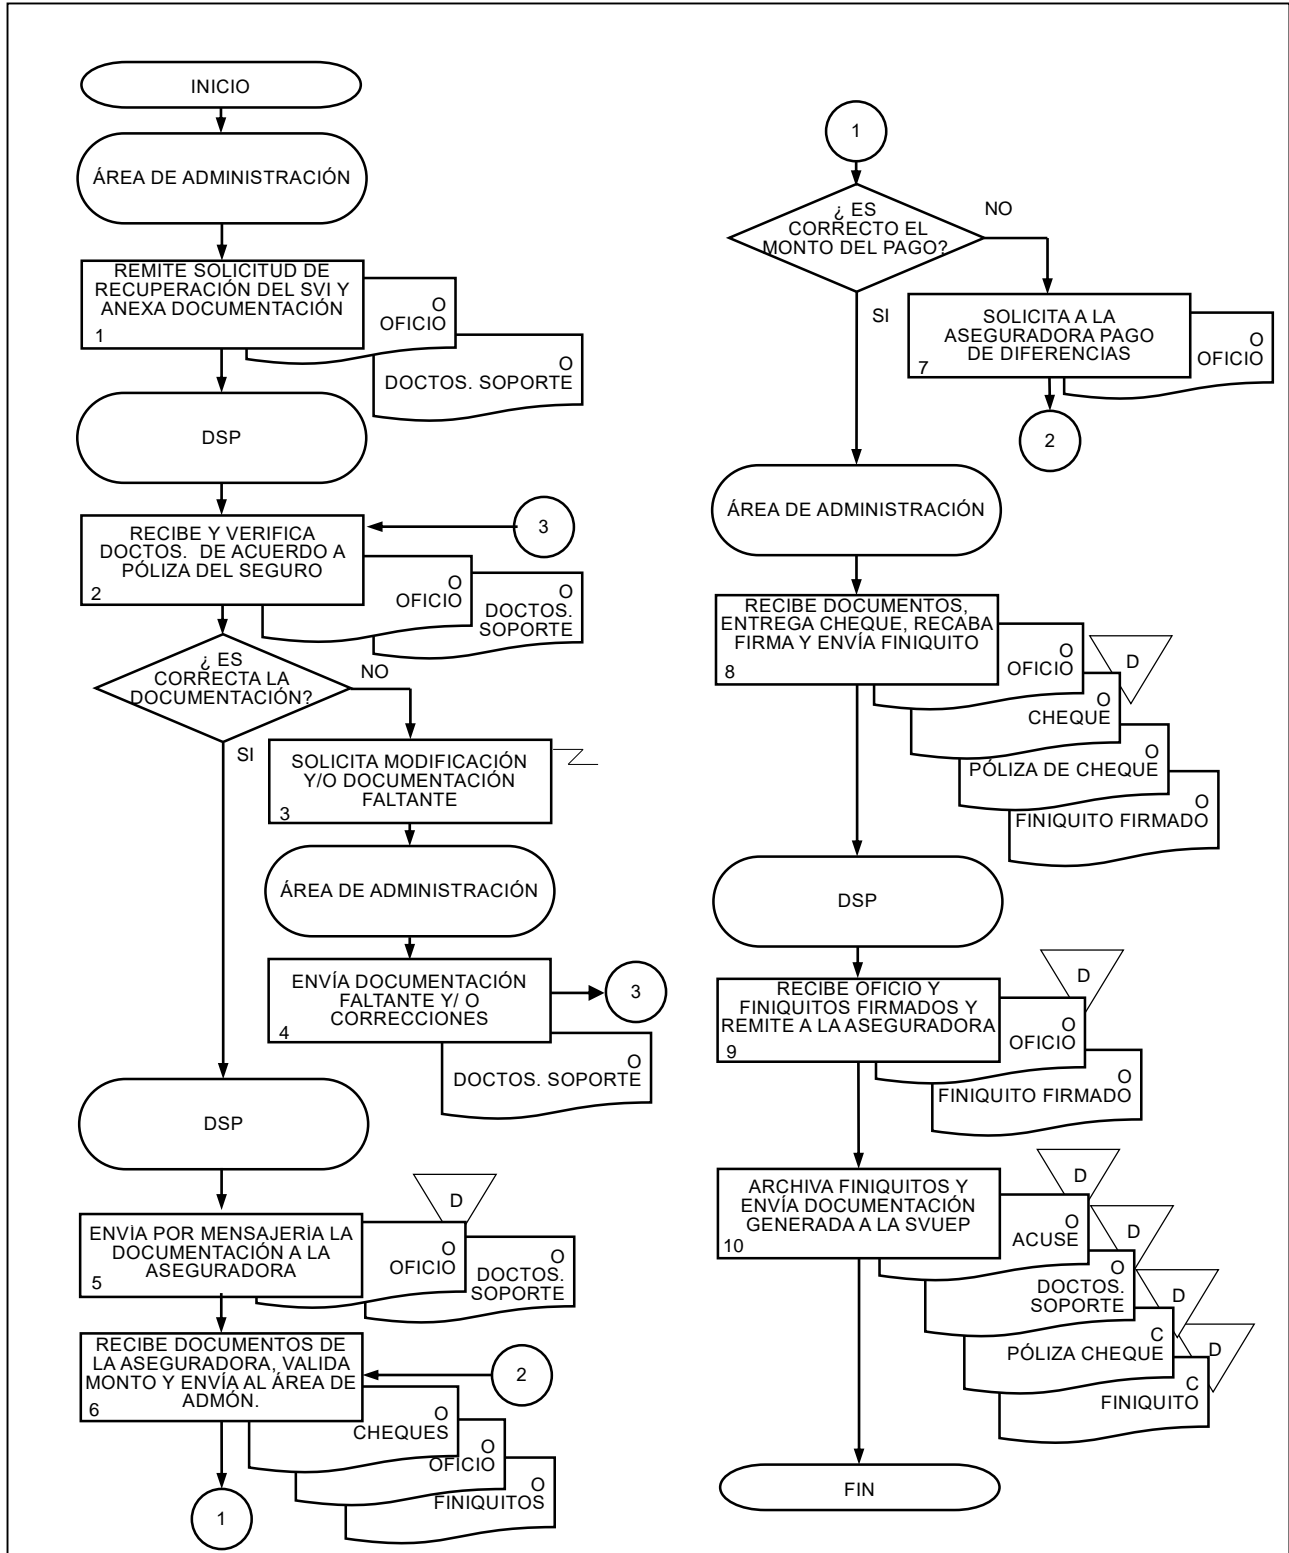 INICIO
ÁREA DE ADMINISTRACIÓN
REMITE SOLICITUD DE
RECUPERACIÓN DEL SVI Y
ANEXA DOCUMENTACIÓN
1
O
OFICIO
O
DOCTOS. SOPORTE
DSP
3
RECIBE Y VERIFICA
DOCTOS. DE ACUERDO A
PÓLIZA DEL SEGURO
2
O
OFICIO
O
DOCTOS.
SOPORTE
¿ ES
CORRECTA LA
DOCUMENTACIÓN?
NO
SI
SOLICITA MODIFICACIÓN
Y/O DOCUMENTACIÓN
FALTANTE
3
ÁREA DE ADMINISTRACIÓN
ENVÍA DOCUMENTACIÓN
FALTANTE Y/ O
CORRECCIONES
4
3
O
DOCTOS. SOPORTE
DSP
ENVÌA POR MENSAJERÌA LA
DOCUMENTACIÓN A LA
ASEGURADORA
5
D
O
OFICIO
O
DOCTOS.
SOPORTE
RECIBE DOCUMENTOS DE
LA ASEGURADORA, VALIDA
MONTO Y ENVÍA AL ÁREA DE
ADMÓN.
6
2
O
CHEQUES
O
OFICIO
O
FINIQUITOS
1
1
¿ ES
CORRECTO EL
MONTO DEL PAGO?
NO
SI
SOLICITA A LA
ASEGURADORA PAGO
DE DIFERENCIAS
7
O
OFICIO
2
ÁREA DE ADMINISTRACIÓN
RECIBE DOCUMENTOS,
ENTREGA CHEQUE, RECABA
FIRMA Y ENVÍA FINIQUITO
8
O
OFICIO
D
O
CHEQUE
O
PÓLIZA DE CHEQUE
O
FINIQUITO FIRMADO
DSP
RECIBE OFICIO Y
FINIQUITOS FIRMADOS Y
REMITE A LA ASEGURADORA
9
D
O
OFICIO
O
FINIQUITO FIRMADO
ARCHIVA FINIQUITOS Y
ENVÍA DOCUMENTACIÓN
GENERADA A LA SVUEP
10
D
O
ACUSE
D
O
DOCTOS.
SOPORTE
D
C
PÓLIZA CHEQUE
D
C
FINIQUITO
FIN